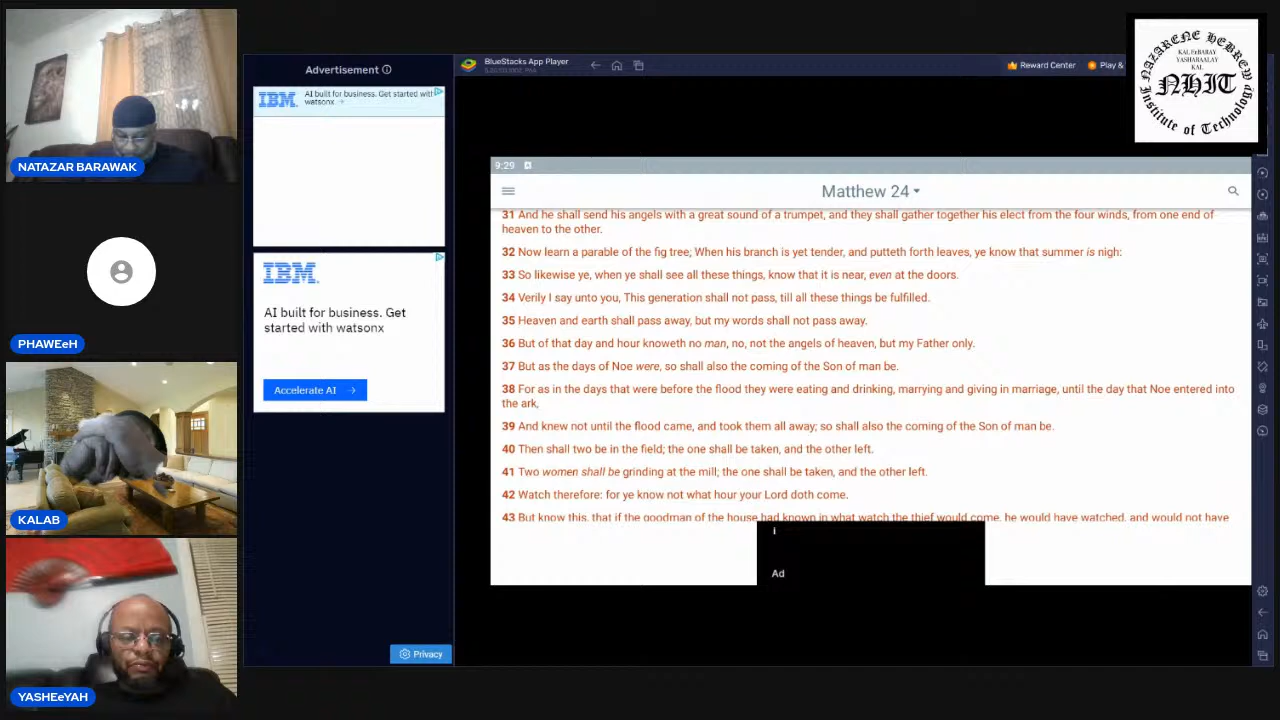 NATAZAR BARAWAK
PHAWEeH
KALAB
YASHEeYAH
Advertisement
IBM.
AI built for business. Get started with
watsonx →
IBM.
AI built for business. Get
started with watsonx
Accelerate AI →
Privacy
BlueStacks App Player
Reward Center
Play &
NAZARENE HEBREW
KAL EeBARAY
YASHARAALAY
KAL
NHIT
Institute of Technology
9:29
Matthew 24
31 And he shall send his angels with a great sound of a trumpet, and they shall gather together his elect from the four winds, from one end of
heaven to the other.
32 Now learn a parable of the fig tree; When his branch is yet tender, and putteth forth leaves, ye know that summer is nigh:
33 So likewise ye, when ye shall see all these things, know that it is near, even at the doors.
34 Verily I say unto you, This generation shall not pass, till all these things be fulfilled.
35 Heaven and earth shall pass away, but my words shall not pass away.
36 But of that day and hour knoweth no man, no, not the angels of heaven, but my Father only.
37 But as the days of Noe were, so shall also the coming of the Son of man be.
38 For as in the days that were before the flood they were eating and drinking, marrying and giving in marriage, until the day that Noe entered into
the ark,
39 And knew not until the flood came, and took them all away; so shall also the coming of the Son of man be.
40 Then shall two be in the field; the one shall be taken, and the other left.
41 Two women shall be grinding at the mill; the one shall be taken, and the other left.
42 Watch therefore: for ye know not what hour your Lord doth come.
43 But know this, that if the goodman of the house had known in what watch the thief would come, he would have watched, and would not have
i
Ad